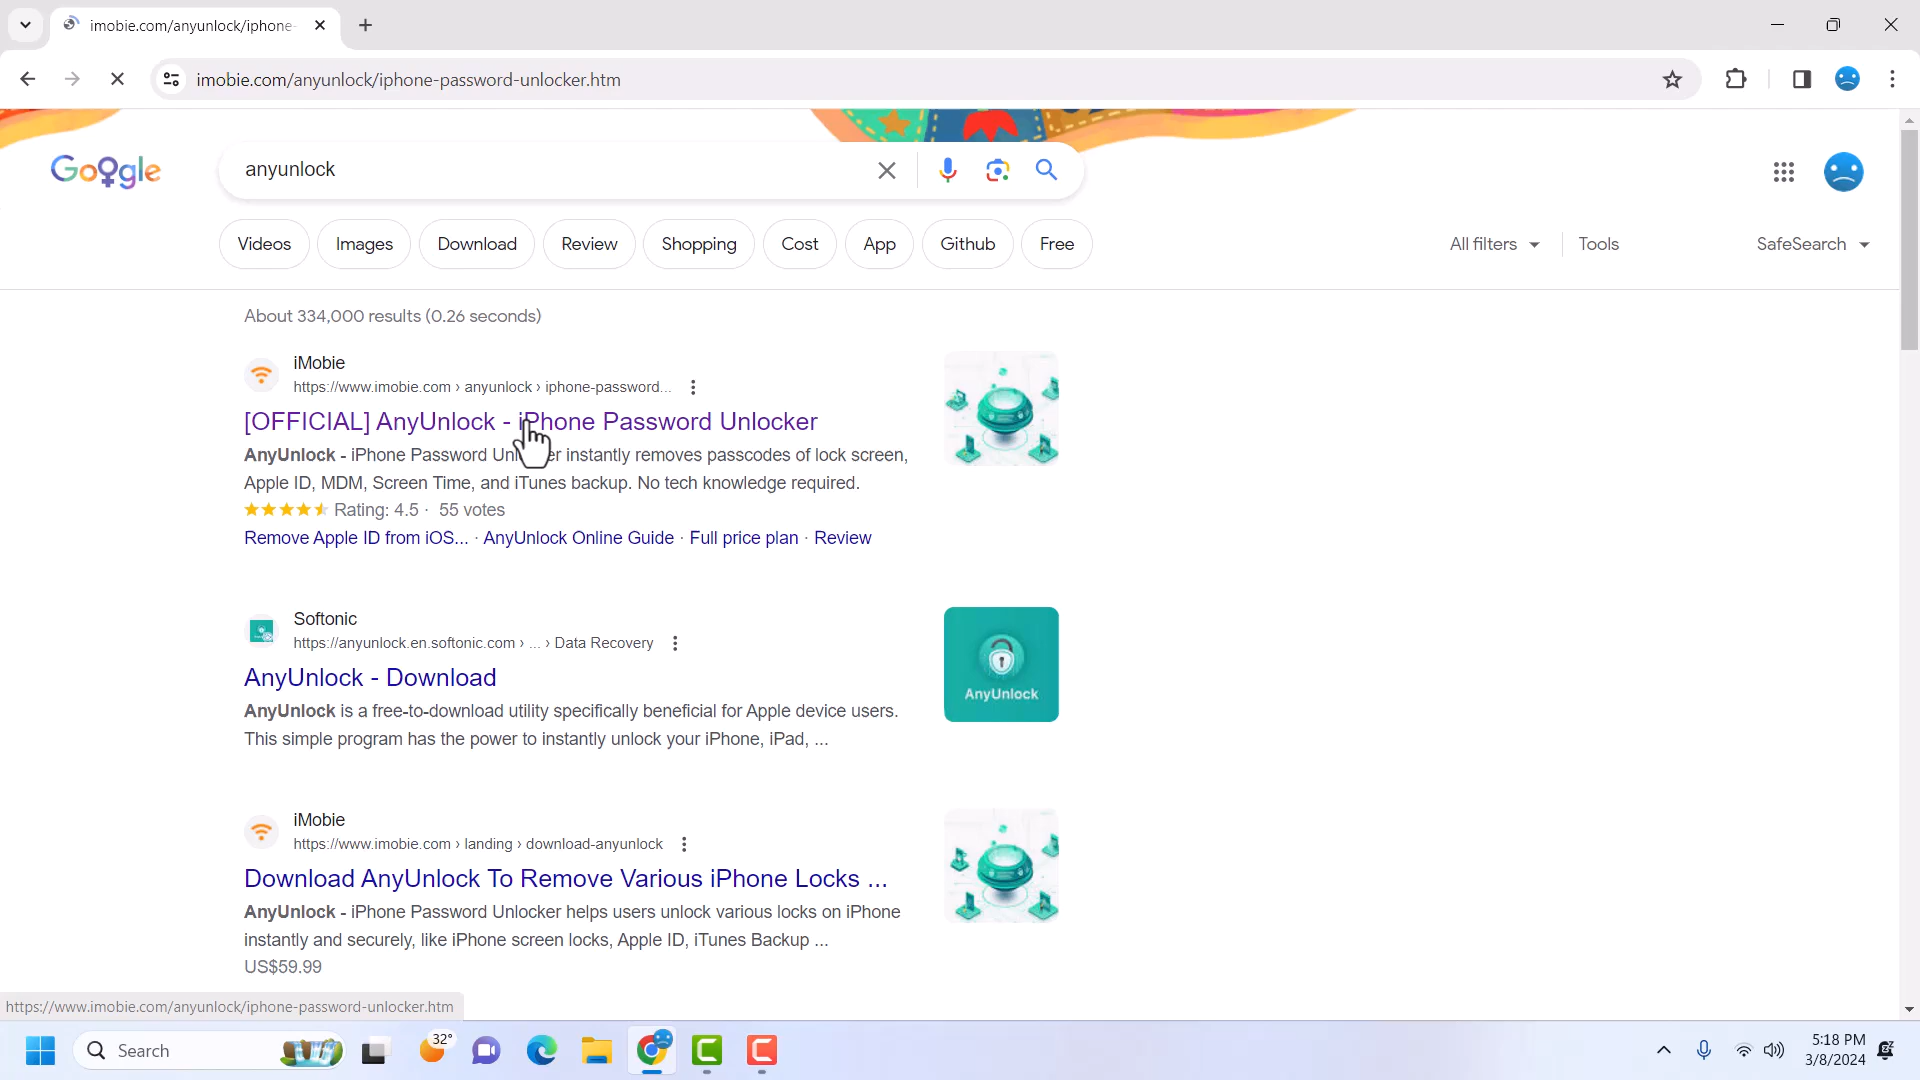 imobie.com/anyunlock/iphone-
imobie.com/anyunlock/iphone-password-unlocker.htm
Google
anyunlock
Videos
Images
Download
Review
Shopping
Cost
App
Github
Free
All filters
Tools
SafeSearch
About 334,000 results (0.26 seconds)
iMobie
https://www.imobie.com › anyunlock › iphone-password...
[OFFICIAL] AnyUnlock - iPhone Password Unlocker
AnyUnlock - iPhone Password Unlocker instantly removes passcodes of lock screen,
Apple ID, MDM, Screen Time, and iTunes backup. No tech knowledge required.
Rating: 4.5 · 55 votes
Remove Apple ID from iOS... · AnyUnlock Online Guide · Full price plan · Review
Softonic
https://anyunlock.en.softonic.com › ... › Data Recovery
AnyUnlock - Download
AnyUnlock is a free-to-download utility specifically beneficial for Apple device users.
This simple program has the power to instantly unlock your iPhone, iPad, ...
AnyUnlock
iMobie
https://www.imobie.com › landing › download-anyunlock
Download AnyUnlock To Remove Various iPhone Locks ...
AnyUnlock - iPhone Password Unlocker helps users unlock various locks on iPhone
instantly and securely, like iPhone screen locks, Apple ID, iTunes Backup ...
US$59.99
https://www.imobie.com/anyunlock/iphone-password-unlocker.htm
Search
32°
5:18 PM
3/8/2024